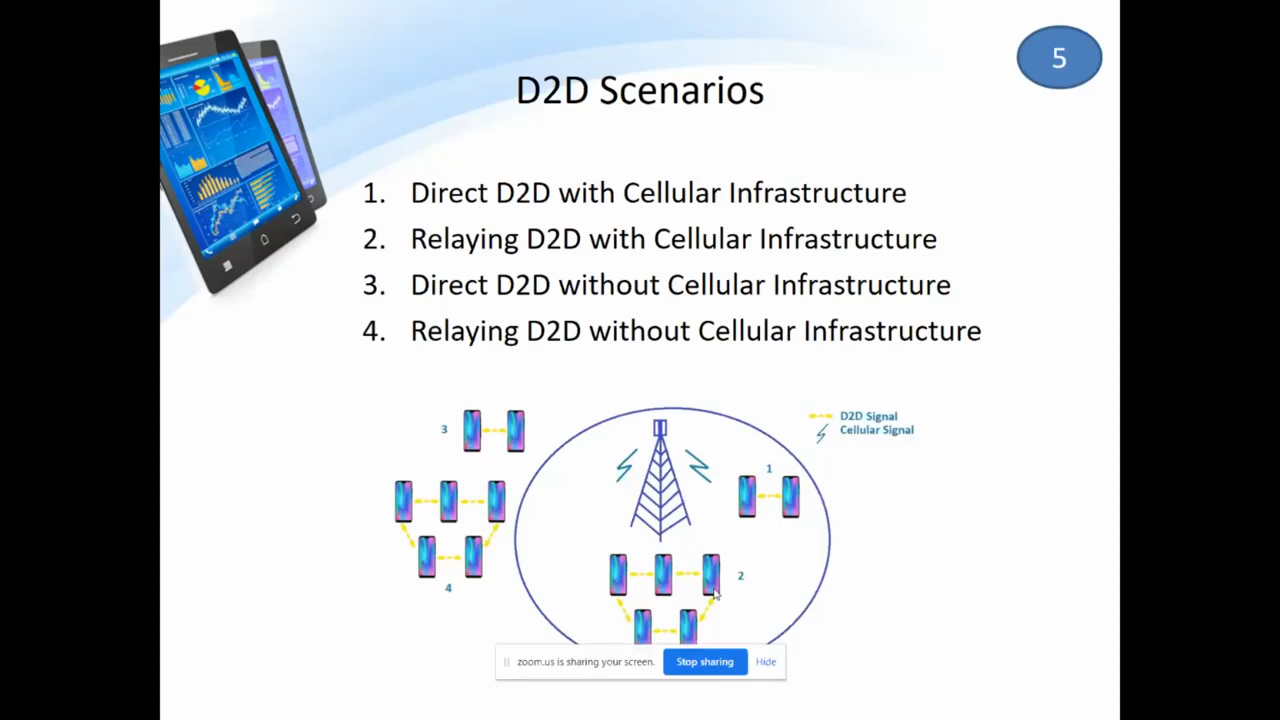 5
D2D Scenarios
1. Direct D2D with Cellular Infrastructure
2. Relaying D2D with Cellular Infrastructure
3. Direct D2D without Cellular Infrastructure
4. Relaying D2D without Cellular Infrastructure
D2D Signal
Cellular Signal
3
1
4
2
zoom.us is sharing your screen.
Stop sharing
Hide